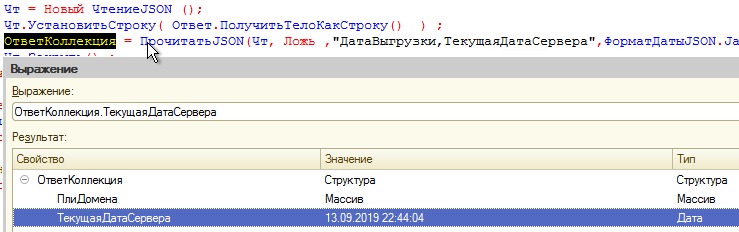 Чт = Новый ЧтениеJSON ();
Чт.УстановитьСтроку( Ответ.ПолучитьТелоКакСтроку() ) ;
ОтветКоллекция = ПрочитатьJSON(Чт, Ложь ,"ДатаВыгрузки,ТекущаяДатаСервера",ФорматДатыJSON.Ja
Выражение
Выражение:
ОтветКоллекция.ТекущаяДатаСервера
Результат:
Свойство Значение Тип
ОтветКоллекция Структура Структура
ПлиДомена Массив Массив
ТекущаяДатаСервера 13.09.2019 22:44:04 Дата